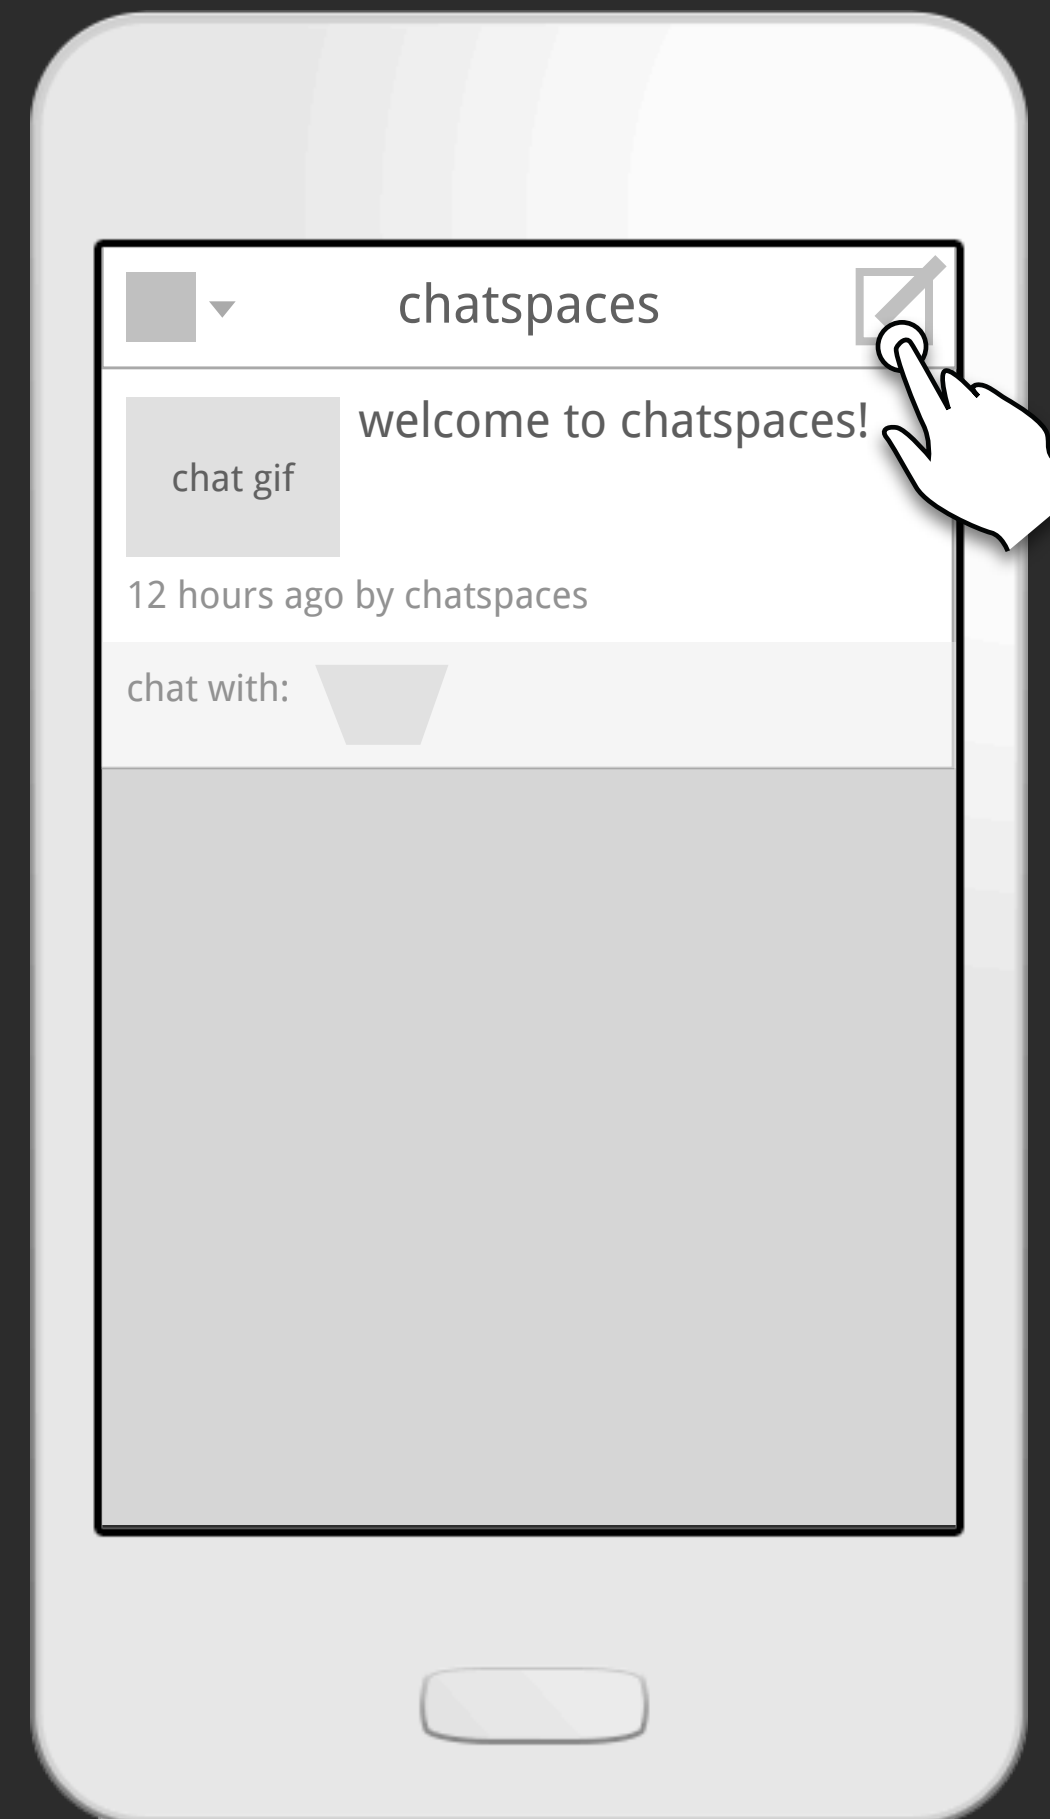 chatspaces
welcome to chatspaces!
chat gif
12 hours ago by chatspaces
chat with: